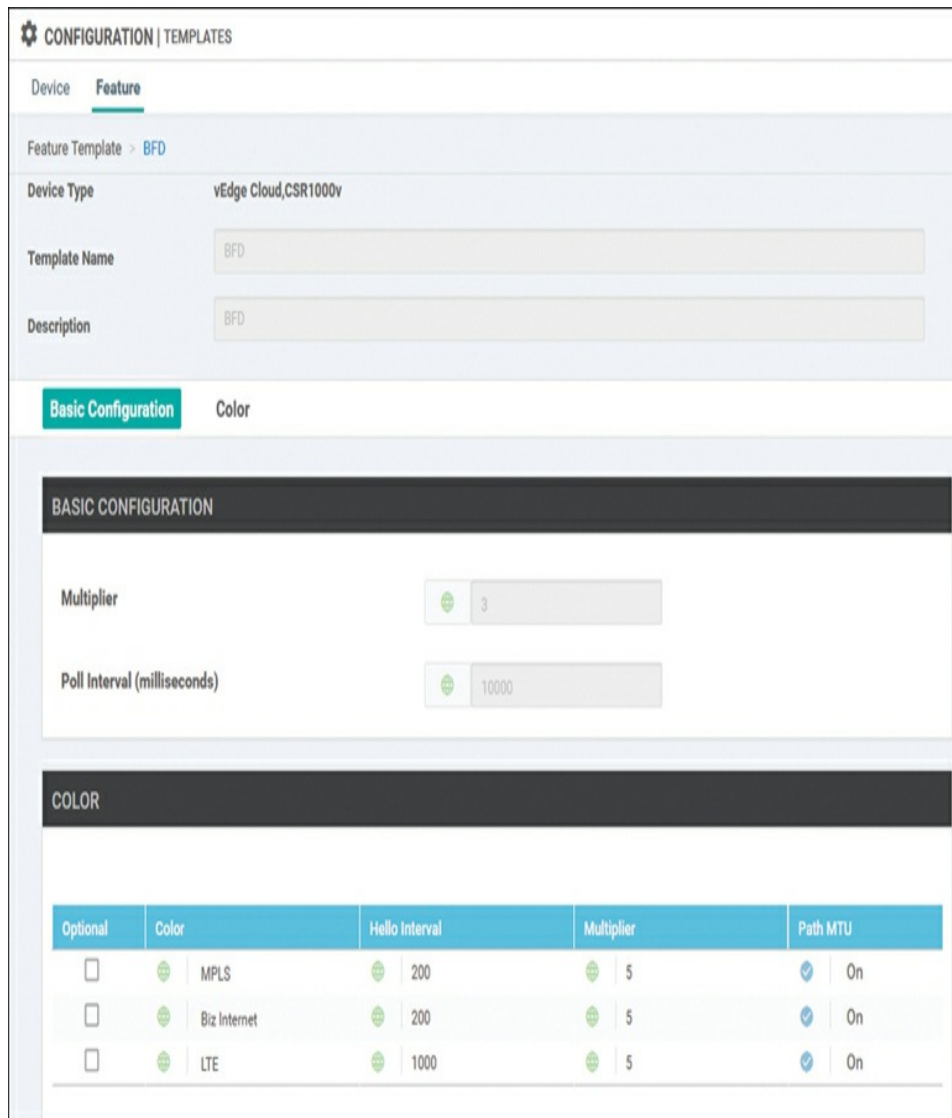 CONFIGURATION | TEMPLATES
Device Feature
Feature Template > BFD
Device Type vEdge Cloud,CSR1000v
Template Name BFD
Description BFD
Basic Configuration Color
BASIC CONFIGURATION
Multiplier 3
Poll Interval (milliseconds) 10000
COLOR
Optional Color Hello Interval Multiplier Path MTU
MPLS 200 5 On
Biz Internet 200 5 On
LTE 1000 5 On